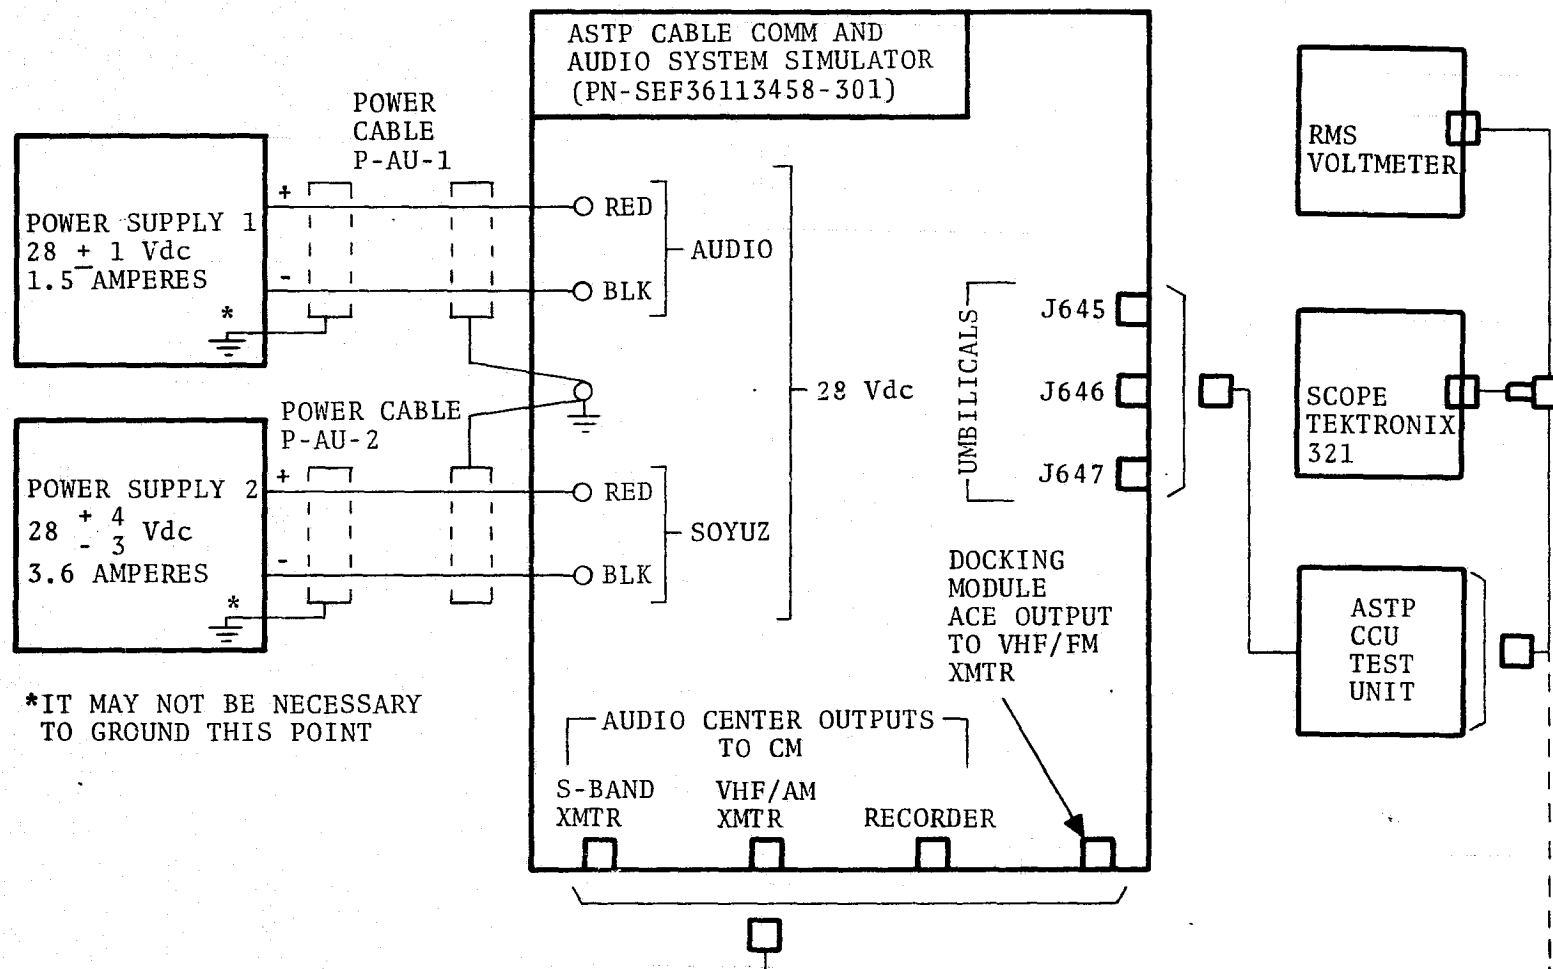 ASTP CABLE COMM AND
AUDIO SYSTEM SIMULATOR
(PN-SEF36113458-301)
POWER
CABLE
P-AU-1
POWER SUPPLY 1
28 ± 1 Vdc
1.5 AMPERES
+
-
*
RED
BLK
AUDIO
28 Vdc
POWER CABLE
P-AU-2
POWER SUPPLY 2
28 + 4 - 3 Vdc
3.6 AMPERES
+
-
*
RED
BLK
SOYUZ
*IT MAY NOT BE NECESSARY
TO GROUND THIS POINT
UMBILICALS
J645
J646
J647
DOCKING
MODULE
ACE OUTPUT
TO VHF/FM
XMTR
AUDIO CENTER OUTPUTS
TO CM
S-BAND
XMTR
VHF/AM
XMTR
RECORDER
RMS
VOLTMETER
SCOPE
TEKTRONIX
321
ASTP
CCU
TEST
UNIT